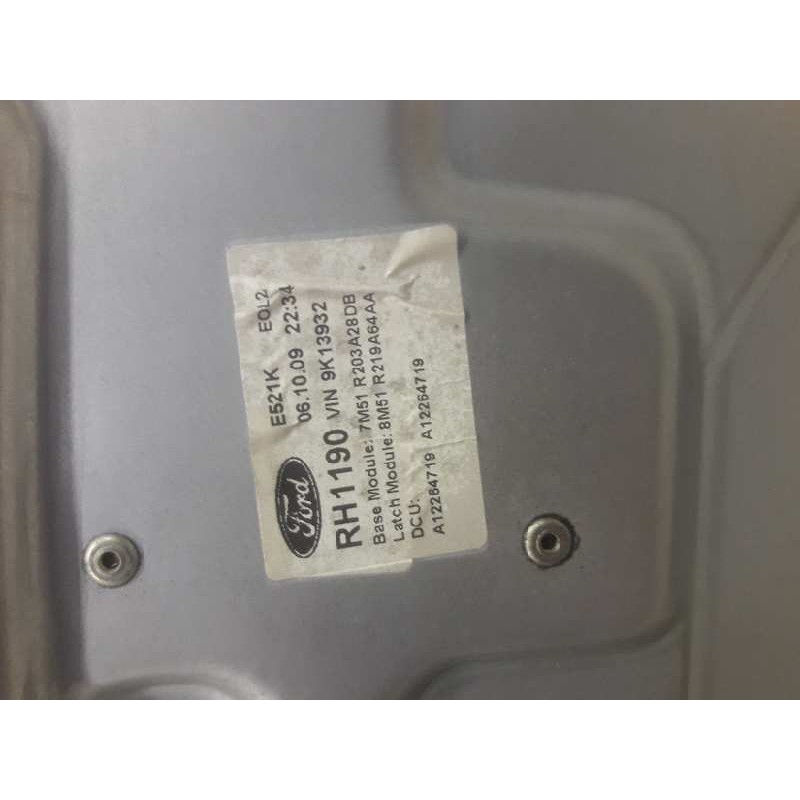 E521K EOL2
06.10.09 22:34
Ford
RH1190 VIN 9K13932
Base Module: 7M51 R203A28DB
Latch Module: 8M51 R219A64AA
DCU:
A12264719 A12264719